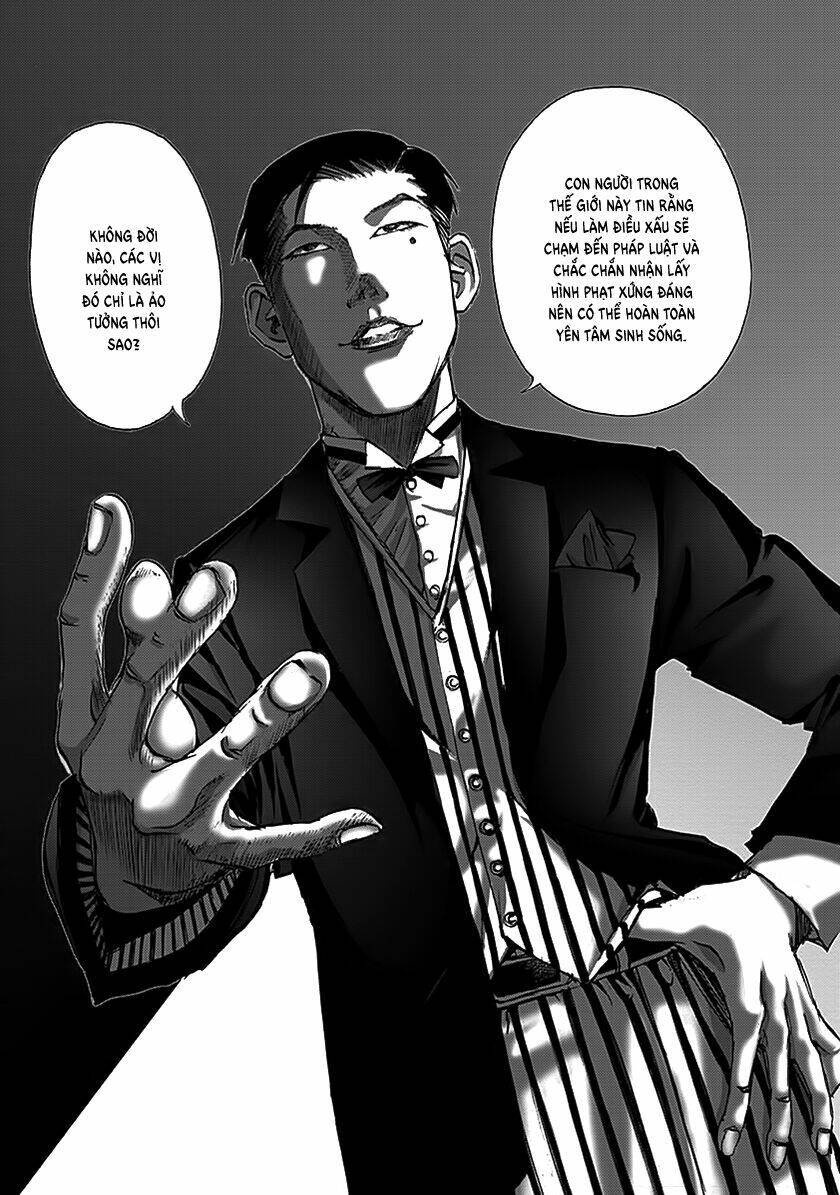 CON NGƯỜI TRONG
THẾ GIỚI NÀY TIN RẰNG
NẾU LÀM ĐIỀU XẤU SẼ
CHẠM ĐẾN PHÁP LUẬT VÀ
CHẮC CHẮN NHẬN LẤY
HÌNH PHẠT XỨNG ĐÁNG
NÊN CÓ THỂ HOÀN TOÀN
YÊN TÂM SINH SỐNG.
KHÔNG ĐỜI
NÀO, CÁC VỊ
KHÔNG NGHĨ
ĐÓ CHỈ LÀ ẢO
TƯỞNG THÔI
SAO?